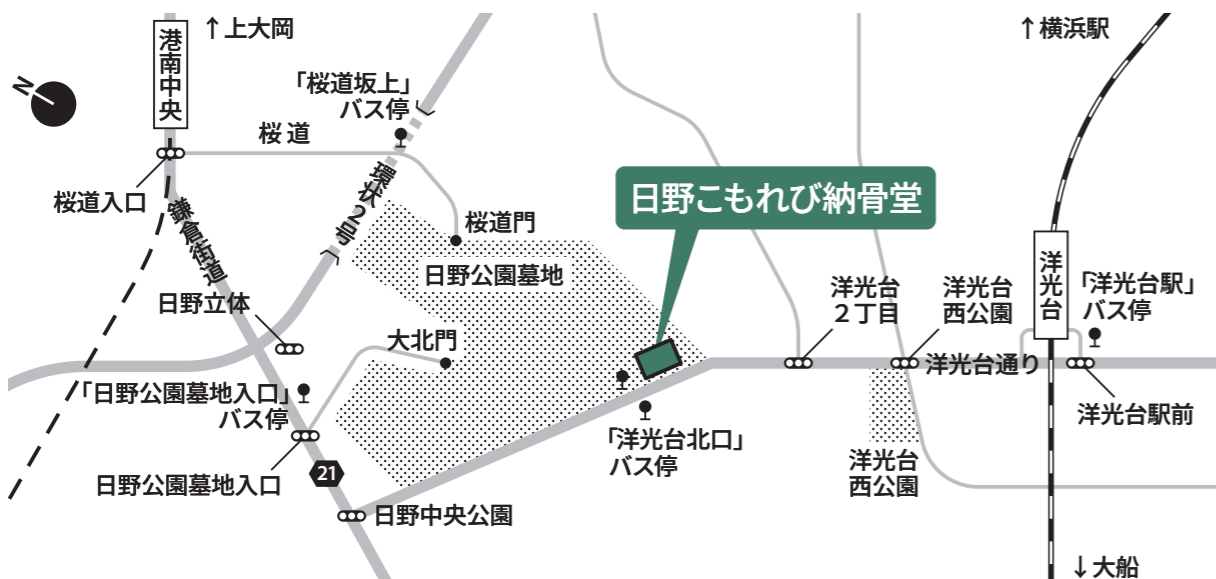 ↑上大岡
港南中央
N
「桜道坂上」
バス停
↑横浜駅
桜道
桜道入口
環状2号
鎌倉街道
日野こもれび納骨堂
桜道門
日野公園墓地
日野立体
大北門
洋光台
2丁目
洋光台
西公園
洋光台
「洋光台駅」
バス停
洋光台通り
「日野公園墓地入口」
バス停
洋光台駅前
「洋光台北口」
バス停
洋光台
西公園
日野公園墓地入口
21
日野中央公園
↓大船